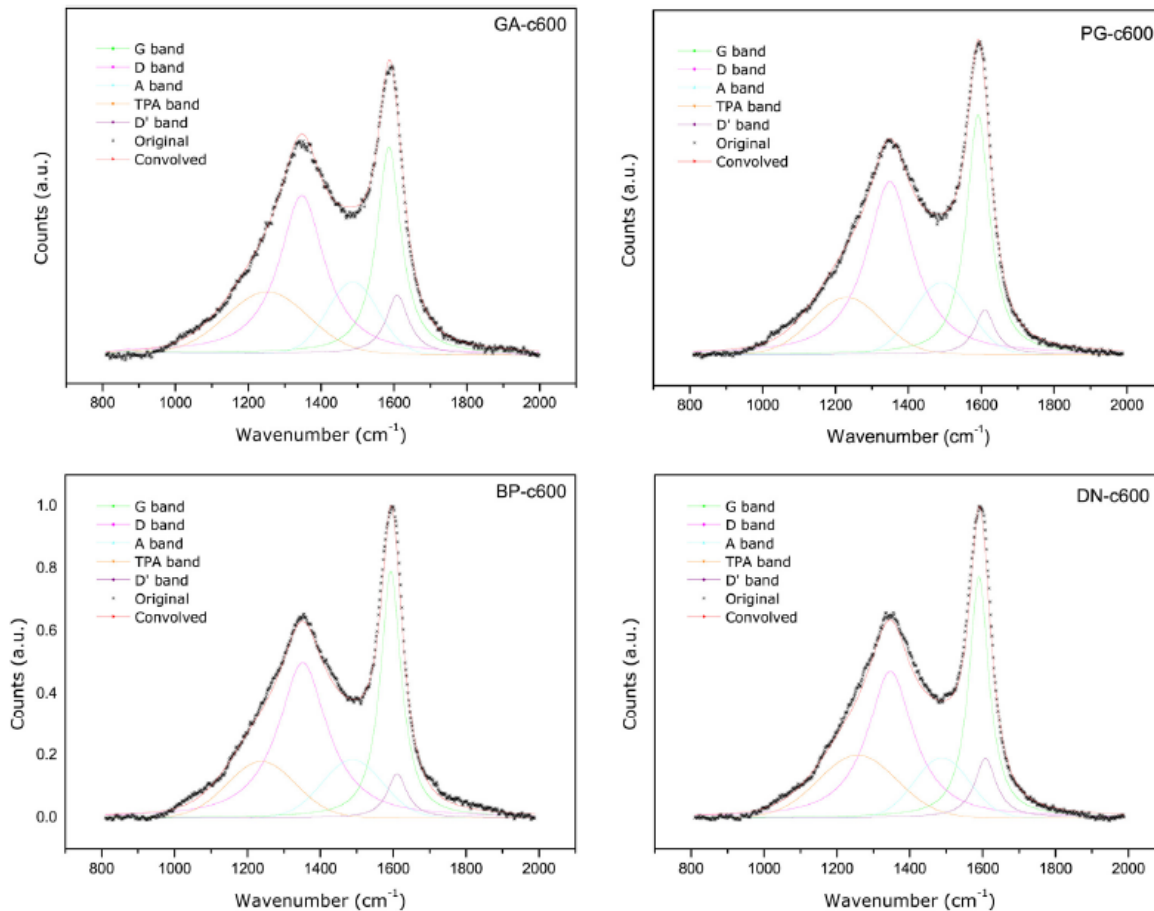 GA-c600
G band
D band
A band
TPA band
D' band
Original
Convolved
Counts (a.u.)
800 1000 1200 1400 1600 1800 2000
Wavenumber (cm⁻¹)
PG-c600
G band
D band
A band
TPA band
D' band
Original
Convolved
Counts (a.u.)
800 1000 1200 1400 1600 1800 2000
Wavenumber (cm⁻¹)
BP-c600
G band
D band
A band
TPA band
D' band
Original
Convolved
1.0
0.8
0.6
0.4
0.2
0.0
Counts (a.u.)
800 1000 1200 1400 1600 1800 2000
Wavenumber (cm⁻¹)
DN-c600
G band
D band
A band
TPA band
D' band
Original
Convolved
Counts (a.u.)
800 1000 1200 1400 1600 1800 2000
Wavenumber (cm⁻¹)